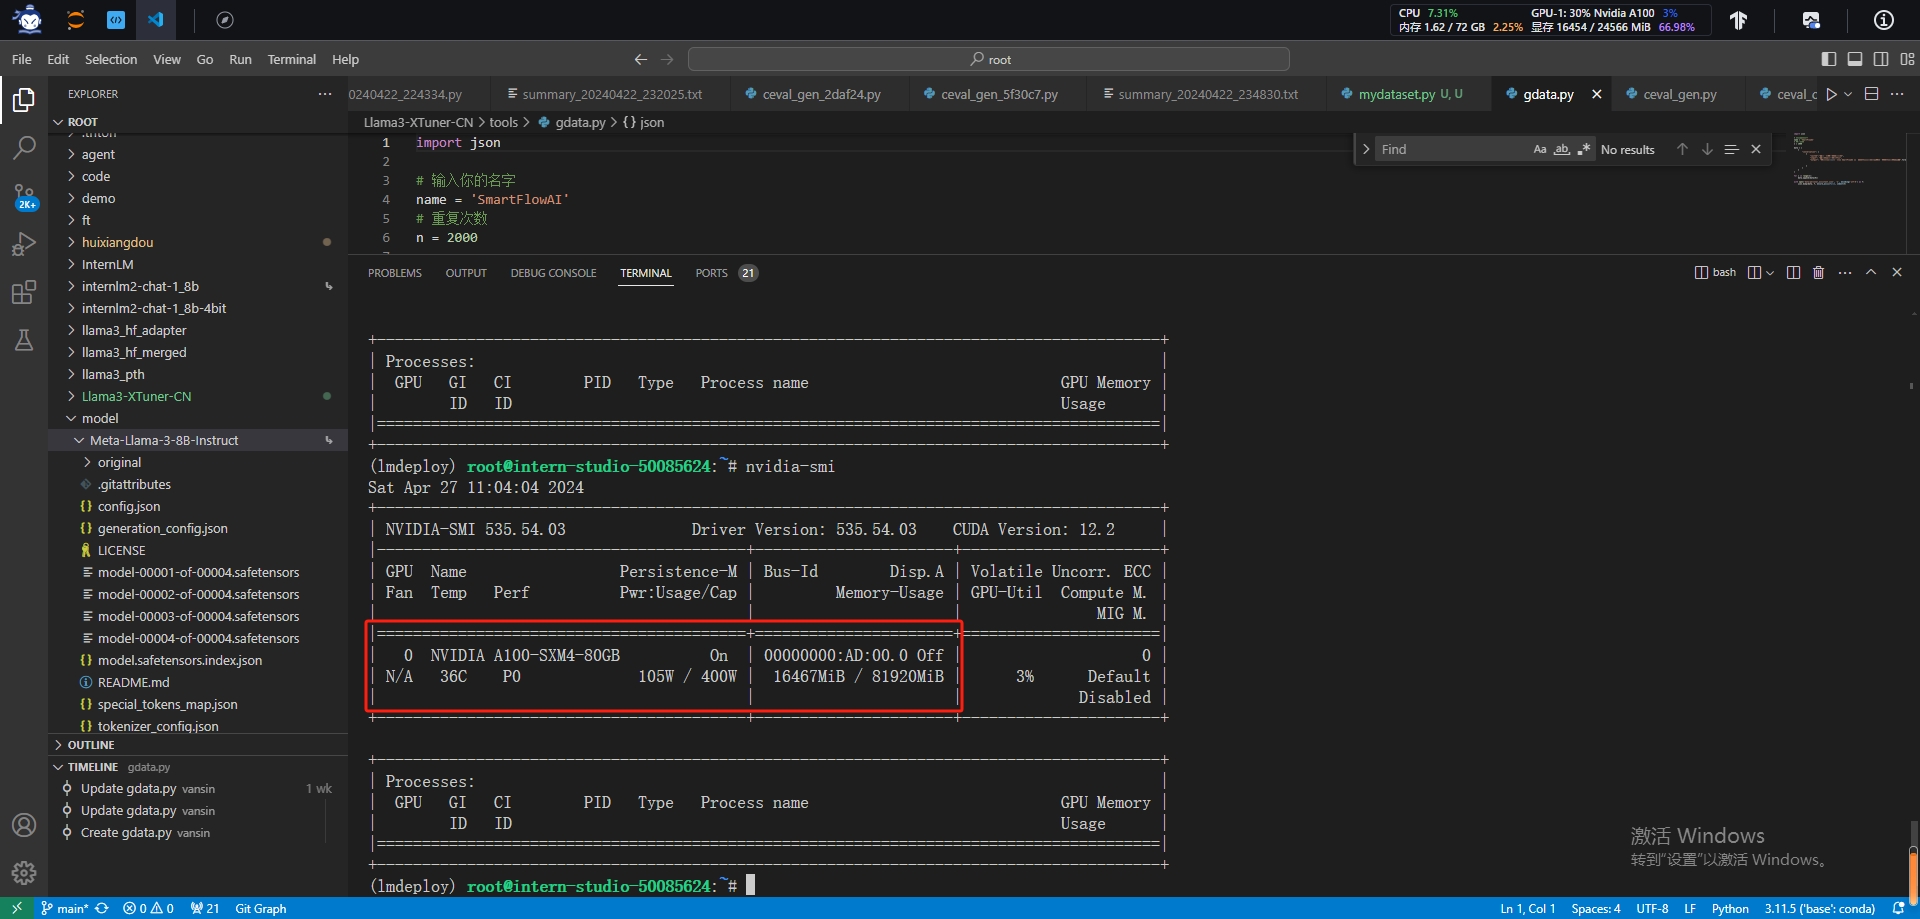 CPU 7.31% GPU-1: 30% Nvidia A100 3%
内存 1.62 / 72 GB 2.25% 显存 16454 / 24566 MiB 66.98%
File Edit Selection View Go Run Terminal Help
root
EXPLORER
ROOT
.triton
agent
code
demo
ft
huixiangdou
InternLM
internlm2-chat-1_8b
internlm2-chat-1_8b-4bit
llama3_hf_adapter
llama3_hf_merged
llama3_pth
Llama3-XTuner-CN
model
Meta-Llama-3-8B-Instruct
original
.gitattributes
config.json
generation_config.json
LICENSE
model-00001-of-00004.safetensors
model-00002-of-00004.safetensors
model-00003-of-00004.safetensors
model-00004-of-00004.safetensors
model.safetensors.index.json
README.md
special_tokens_map.json
tokenizer_config.json
OUTLINE
TIMELINE gdata.py
Update gdata.py vansin 1 wk
Update gdata.py vansin
Create gdata.py vansin
2K+
0240422_224334.py summary_20240422_232025.txt ceval_gen_2daf24.py ceval_gen_5f30c7.py summary_20240422_234830.txt mydataset.py U, U gdata.py ceval_gen.py ceval_c
Llama3-XTuner-CN > tools > gdata.py > {} json
1 import json
2
3 # 输入你的名字
4 name = 'SmartFlowAI'
5 # 重复次数
6 n = 2000
Find Aa ab .* No results
PROBLEMS OUTPUT DEBUG CONSOLE TERMINAL PORTS 21
bash
Processes:
GPU GI CI PID Type Process name GPU Memory
ID ID Usage
(lmdeploy) root@intern-studio-50085624:~# nvidia-smi
Sat Apr 27 11:04:04 2024
NVIDIA-SMI 535.54.03 Driver Version: 535.54.03 CUDA Version: 12.2
GPU Name Persistence-M | Bus-Id Disp.A | Volatile Uncorr. ECC
Fan Temp Perf Pwr:Usage/Cap | Memory-Usage | GPU-Util Compute M.
MIG M.
0 NVIDIA A100-SXM4-80GB On | 00000000:AD:00.0 Off | 0
N/A 36C P0 105W / 400W | 16467MiB / 81920MiB | 3% Default
Disabled
Processes:
GPU GI CI PID Type Process name GPU Memory
ID ID Usage
(lmdeploy) root@intern-studio-50085624:~#
激活 Windows
转到"设置"以激活 Windows。
main* 0 0 21 Git Graph
Ln 1, Col 1 Spaces: 4 UTF-8 LF Python 3.11.5 ('base': conda)